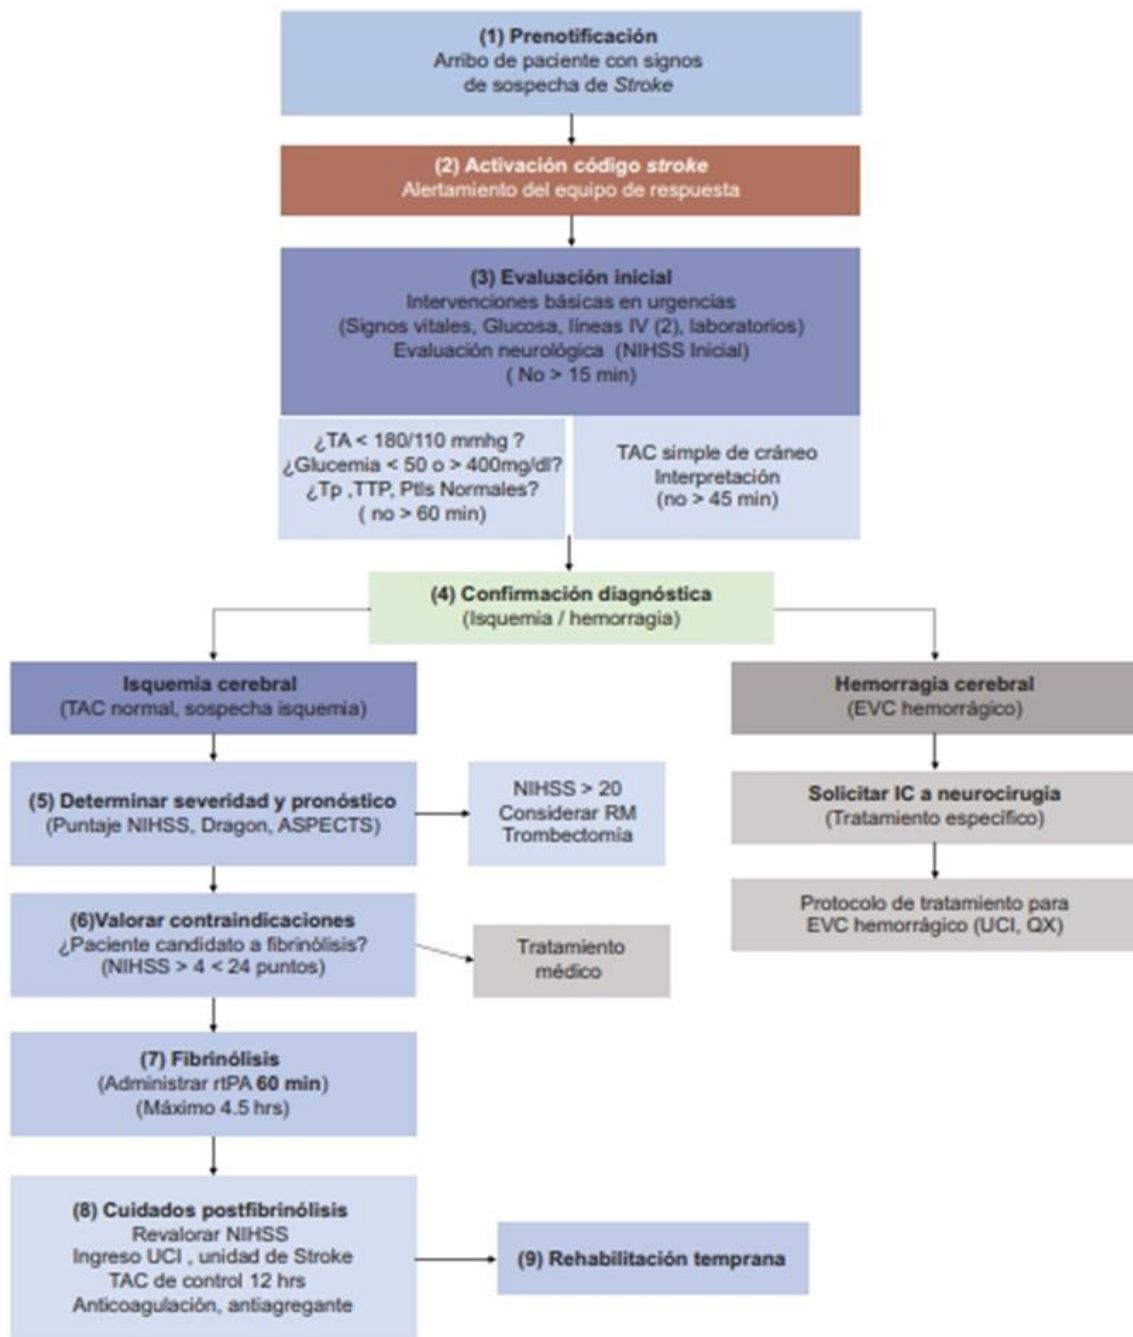 (1) Prenotificación
Arribo de paciente con signos
de sospecha de Stroke
(2) Activación código stroke
Alertamiento del equipo de respuesta
(3) Evaluación inicial
Intervenciones básicas en urgencias
(Signos vitales, Glucosa, líneas IV (2), laboratorios)
Evaluación neurológica (NIHSS Inicial)
( No > 15 min)
¿TA < 180/110 mmhg ?
¿Glucemia < 50 o > 400mg/dl?
¿Tp ,TTP, Ptls Normales?
( no > 60 min)
TAC simple de cráneo
Interpretación
(no > 45 min)
(4) Confirmación diagnóstica
(Isquemia / hemorragia)
Isquemia cerebral
(TAC normal, sospecha isquemia)
Hemorragia cerebral
(EVC hemorrágico)
(5) Determinar severidad y pronóstico
(Puntaje NIHSS, Dragon, ASPECTS)
NIHSS > 20
Considerar RM
Trombectomía
Solicitar IC a neurocirugia
(Tratamiento específico)
(6)Valorar contraindicaciones
¿Paciente candidato a fibrinólisis?
(NIHSS > 4 < 24 puntos)
Tratamiento
médico
Protocolo de tratamiento para
EVC hemorrágico (UCI, QX)
(7) Fibrinólisis
(Administrar rtPA 60 min)
(Máximo 4.5 hrs)
(8) Cuidados postfibrinólisis
Revalorar NIHSS
Ingreso UCI , unidad de Stroke
TAC de control 12 hrs
Anticoagulación, antiagregante
(9) Rehabilitación temprana